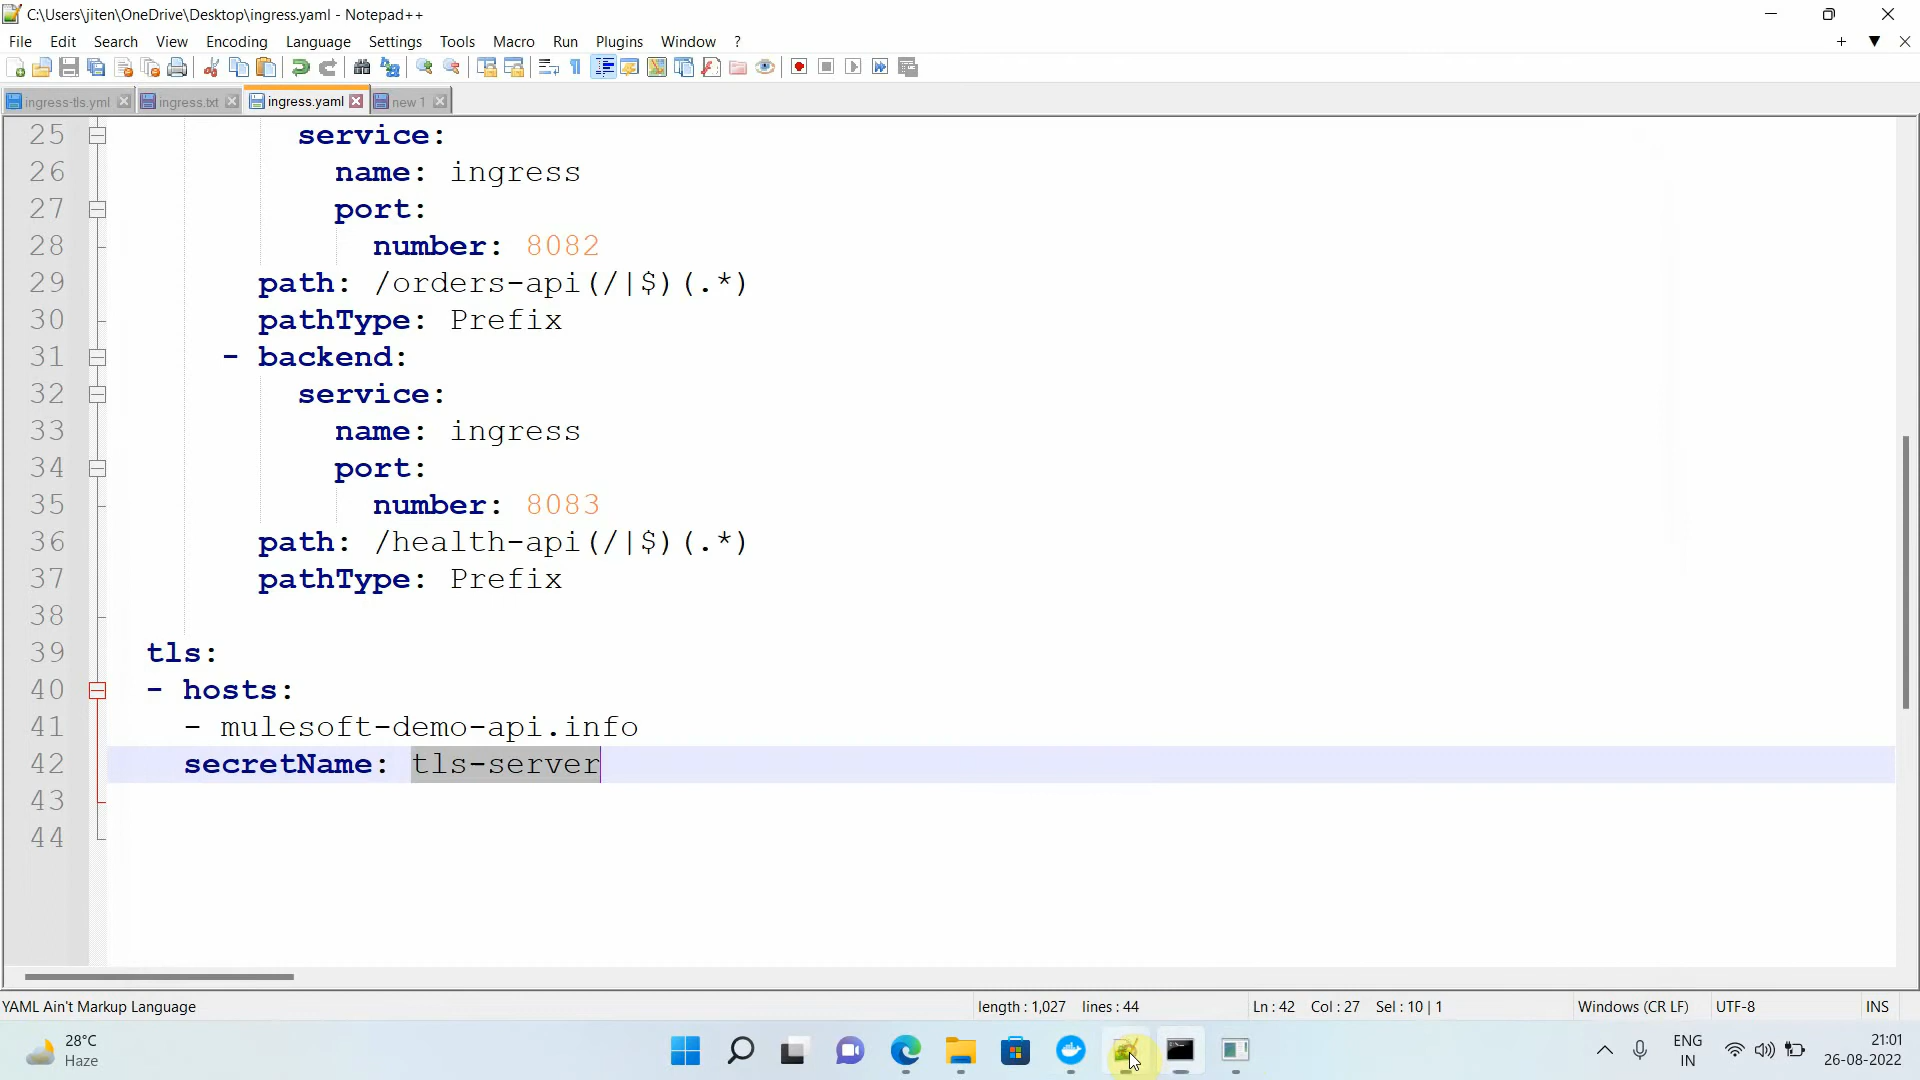 C:\Users\jiten\OneDrive\Desktop\ingress.yaml - Notepad++
File Edit Search View Encoding Language Settings Tools Macro Run Plugins Window ?
ingress-tls.yml ingress.txt ingress.yaml new 1
25 service:
26 name: ingress
27 port:
28 number: 8082
29 path: /orders-api(/|$)(.*)
30 pathType: Prefix
31 - backend:
32 service:
33 name: ingress
34 port:
35 number: 8083
36 path: /health-api(/|$)(.*)
37 pathType: Prefix
38
39 tls:
40 - hosts:
41 - mulesoft-demo-api.info
42 secretName: tls-server
43
44
YAML Ain't Markup Language length : 1,027 lines : 44 Ln : 42 Col : 27 Sel : 10 | 1 Windows (CR LF) UTF-8 INS
28°C
Haze
ENG
IN
21:01
26-08-2022